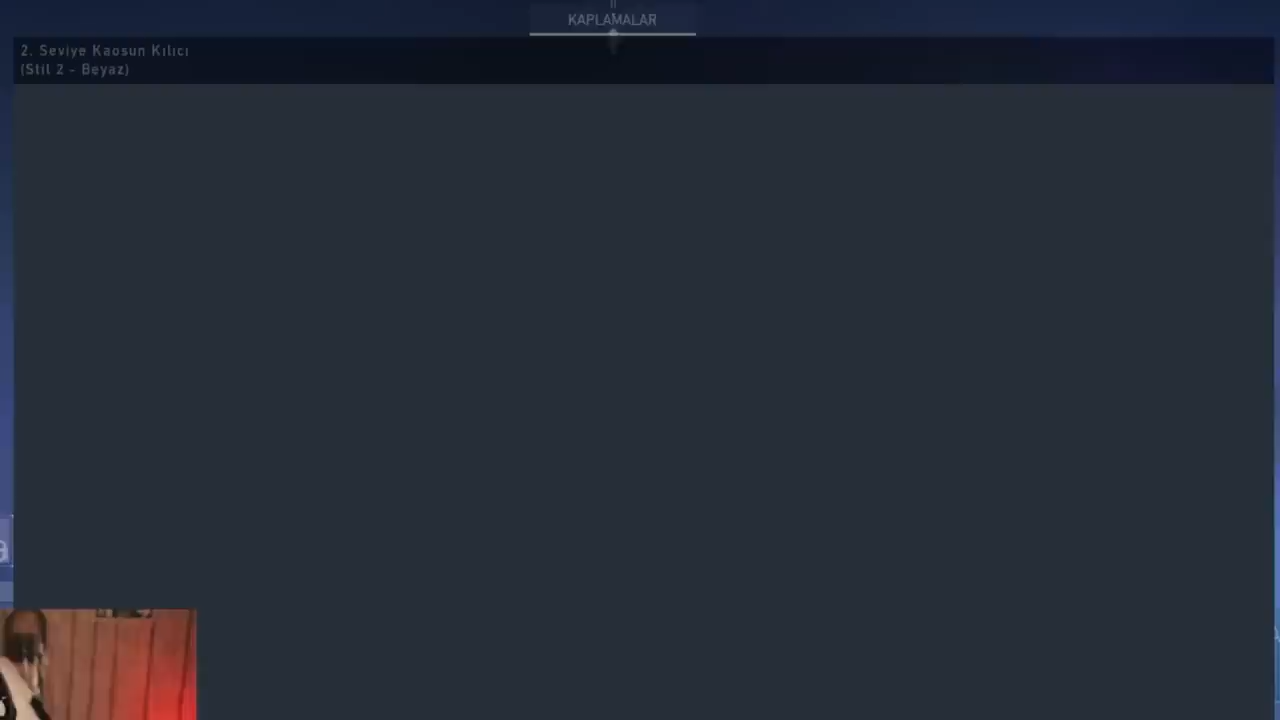 KAPLAMALAR
2. Seviye Kaosun Kılıcı
(Stil 2 - Beyaz)